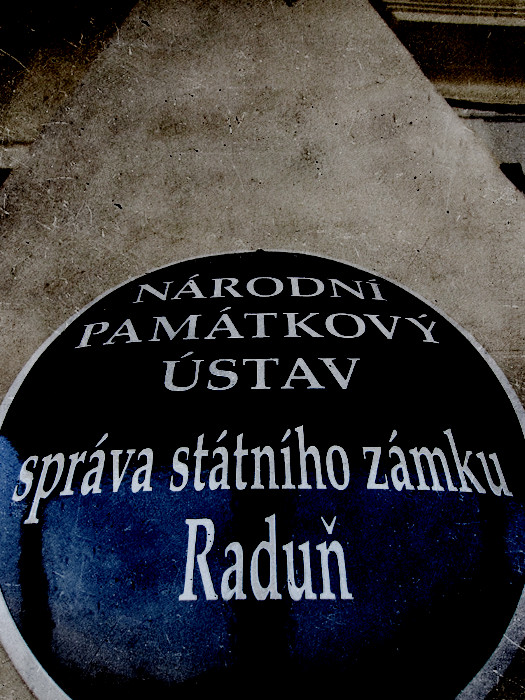 NÁRODNÍ
PAMÁTKOVÝ
ÚSTAV
správa státního zámku
Raduň